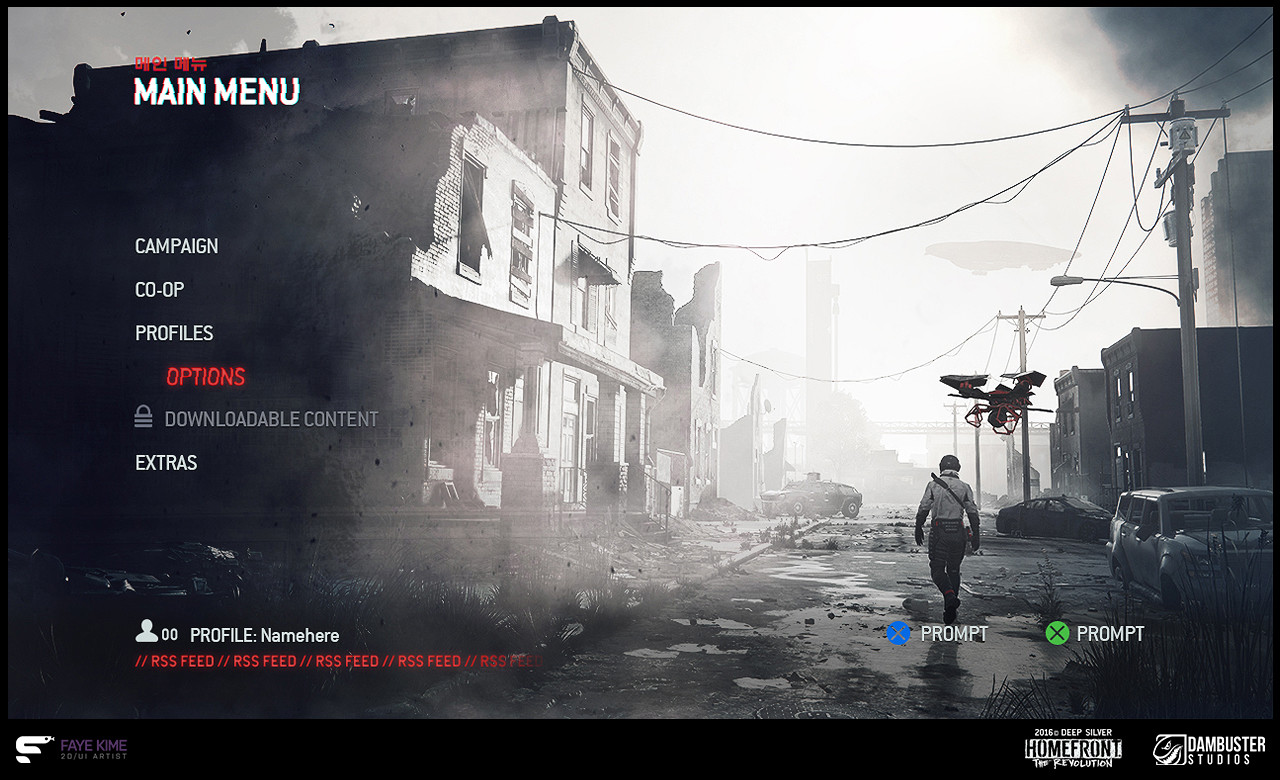 메인 메뉴
MAIN MENU
CAMPAIGN
CO-OP
PROFILES
OPTIONS
DOWNLOADABLE CONTENT
EXTRAS
00 PROFILE: Namehere
PROMPT PROMPT
// RSS FEED // RSS FEED // RSS FEED // RSS FEED // RSS FEED
FAYE KIME
2D/UI ARTIST
2016© DEEP SILVER
HOMEFRONT
THE REVOLUTION
DAMBUSTER
STUDIOS